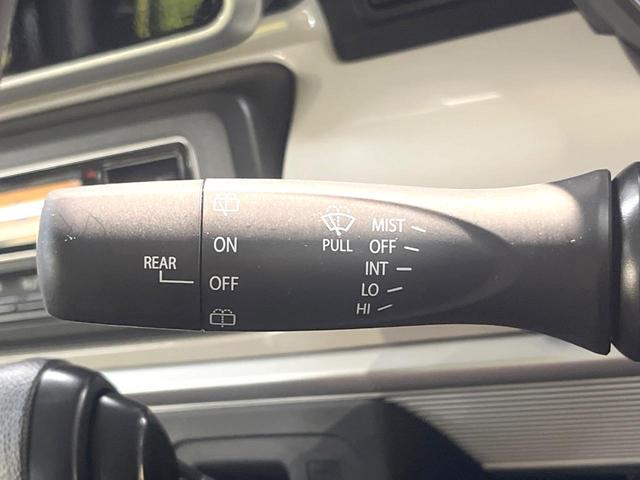 REAR
ON
OFF
PULL
MIST
OFF
INT
LO
HI